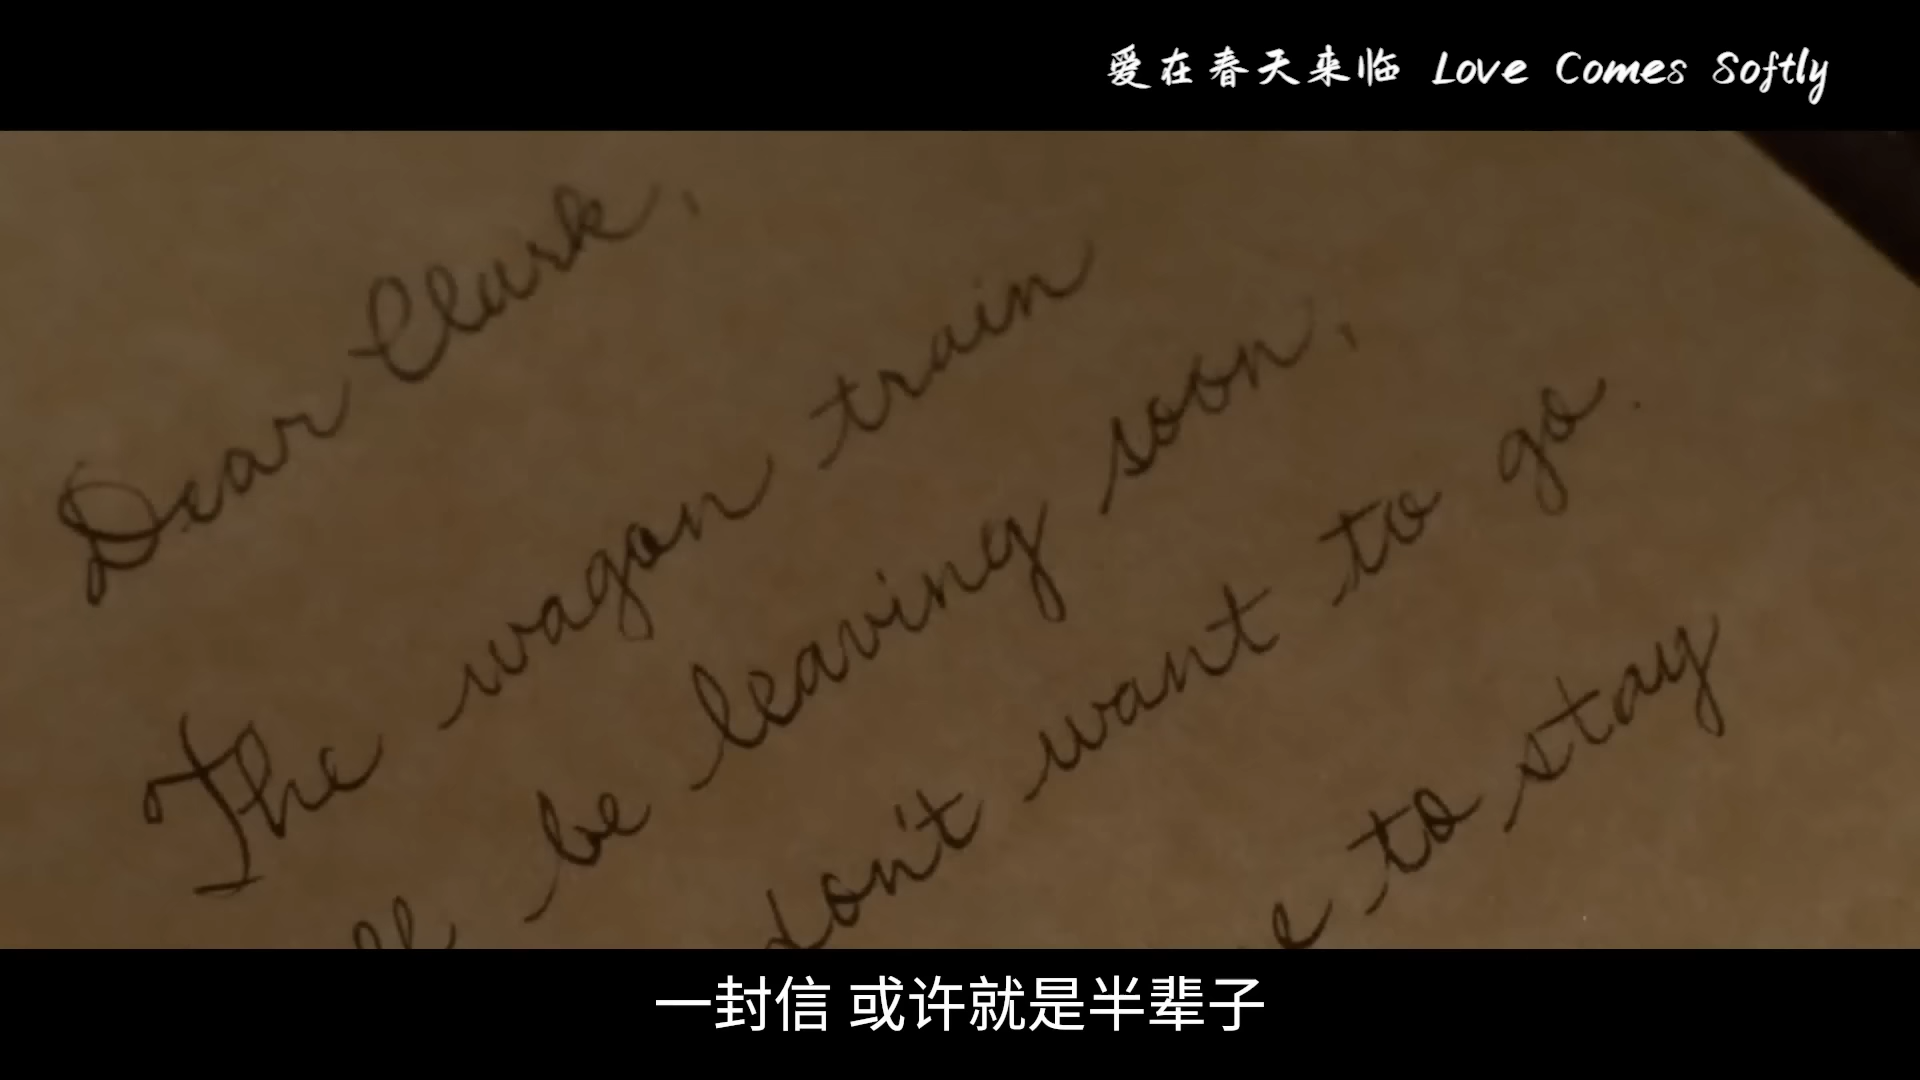 爱在春天来临 Love Comes Softly
Dear Clark,
The wagon train
be leaving soon,
don't want to go.
to stay
一封信 或许就是半辈子